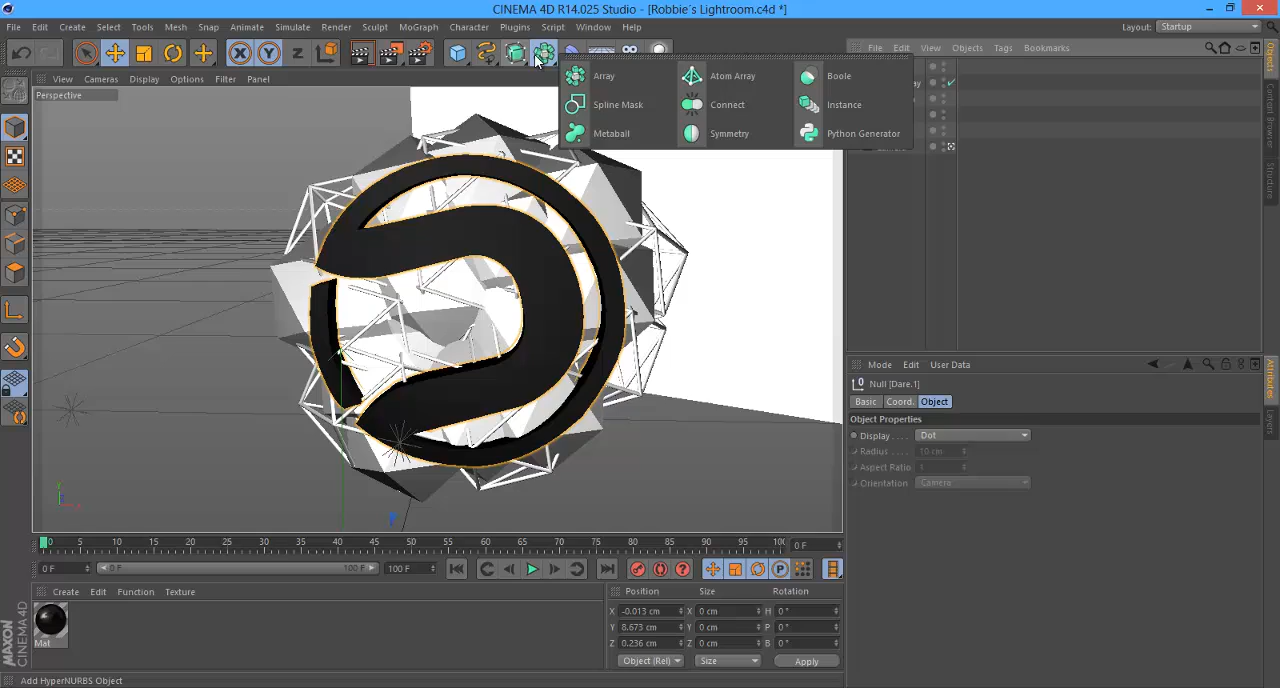 CINEMA 4D R14.025 Studio - [Robbie´s Lightroom.c4d *]
File Edit Create Select Tools Mesh Snap Animate Simulate Render Sculpt MoGraph Character Plugins Script Window Help Layout: Startup
File Edit View Objects Tags Bookmarks
View Cameras Display Options Filter Panel
Perspective
Array Atom Array Boole
Spline Mask Connect Instance
Metaball Symmetry Python Generator
Objects
Content Browser
Structure
Mode Edit User Data
Null [Dare.1]
Basic Coord. Object
Object Properties
Display . . . . Dot
Radius . . . . 10 cm
Aspect Ratio 1
Orientation Camera
Attributes
Layers
0 5 10 15 20 25 30 35 40 45 50 55 60 65 70 75 80 85 90 95 0 F
0 F 0 F 100 F 100 F
Create Edit Function Texture
Mat
Position Size Rotation
X -0.013 cm X 0 cm H 0 °
Y 8.673 cm Y 0 cm P 0 °
Z 0.236 cm Z 0 cm B 0 °
Object (Rel) Size Apply
MAXON
CINEMA 4D
Add HyperNURBS Object